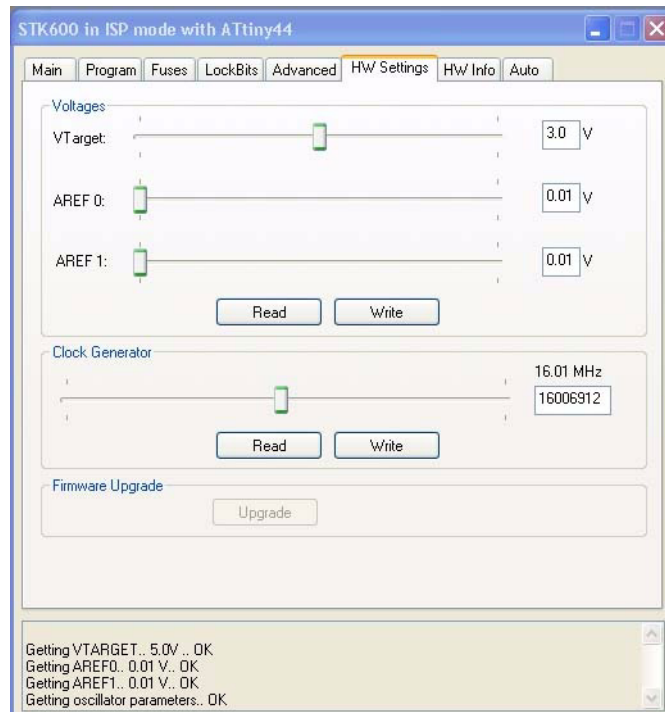 STK600 in ISP mode with ATtiny44
Main Program Fuses LockBits Advanced HW Settings HW Info Auto
Voltages
VTarget: 3.0 V
AREF 0: 0.01 V
AREF 1: 0.01 V
Read Write
Clock Generator
16.01 MHz
16006912
Read Write
Firmware Upgrade
Upgrade
Getting VTARGET.. 5.0V .. OK
Getting AREF0.. 0.01 V.. OK
Getting AREF1.. 0.01 V.. OK
Getting oscillator parameters.. OK